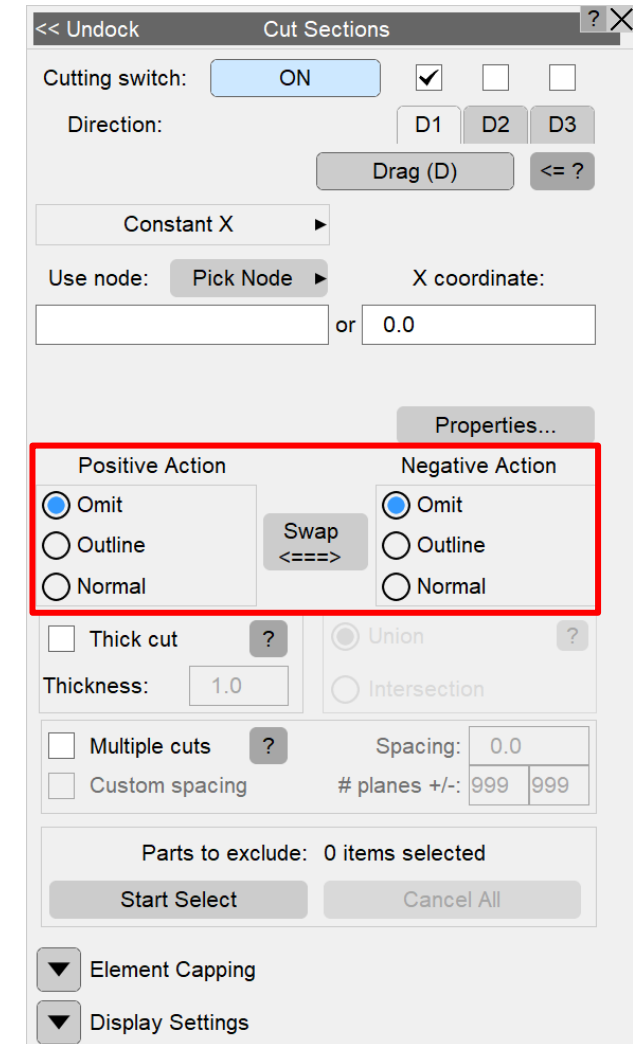 << Undock Cut Sections ? X
Cutting switch: ON
Direction: D1 D2 D3
Drag (D) <= ?
Constant X
Use node: Pick Node X coordinate:
or 0.0
Properties...
Positive Action Negative Action
Omit Omit
Swap
Outline Outline
<===>
Normal Normal
Thick cut ? Union ?
Thickness: 1.0 Intersection
Multiple cuts ? Spacing: 0.0
Custom spacing # planes +/-: 999 999
Parts to exclude: 0 items selected
Start Select Cancel All
Element Capping
Display Settings